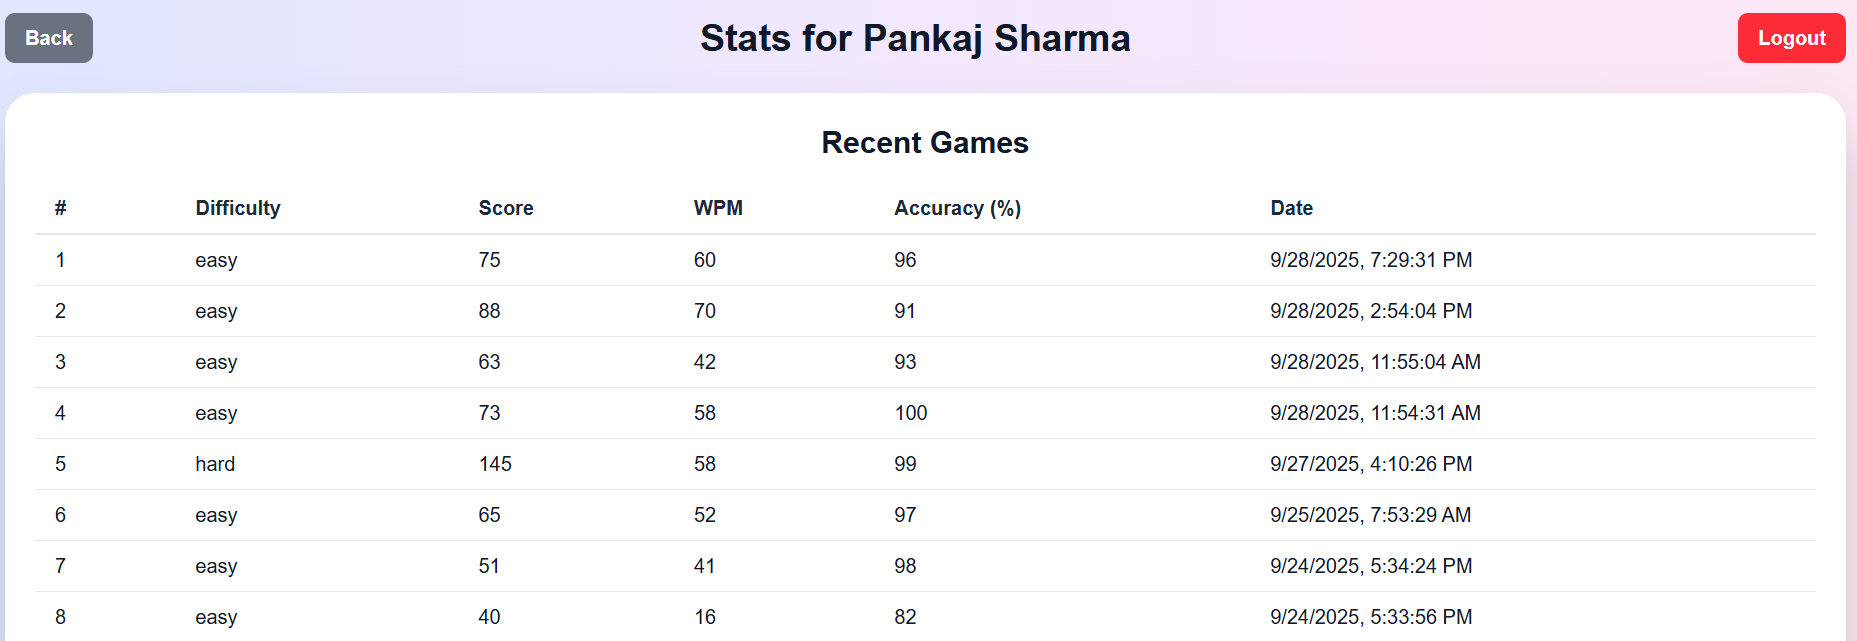 Back Stats for Pankaj Sharma Logout
Recent Games
# Difficulty Score WPM Accuracy (%) Date
1 easy 75 60 96 9/28/2025, 7:29:31 PM
2 easy 88 70 91 9/28/2025, 2:54:04 PM
3 easy 63 42 93 9/28/2025, 11:55:04 AM
4 easy 73 58 100 9/28/2025, 11:54:31 AM
5 hard 145 58 99 9/27/2025, 4:10:26 PM
6 easy 65 52 97 9/25/2025, 7:53:29 AM
7 easy 51 41 98 9/24/2025, 5:34:24 PM
8 easy 40 16 82 9/24/2025, 5:33:56 PM